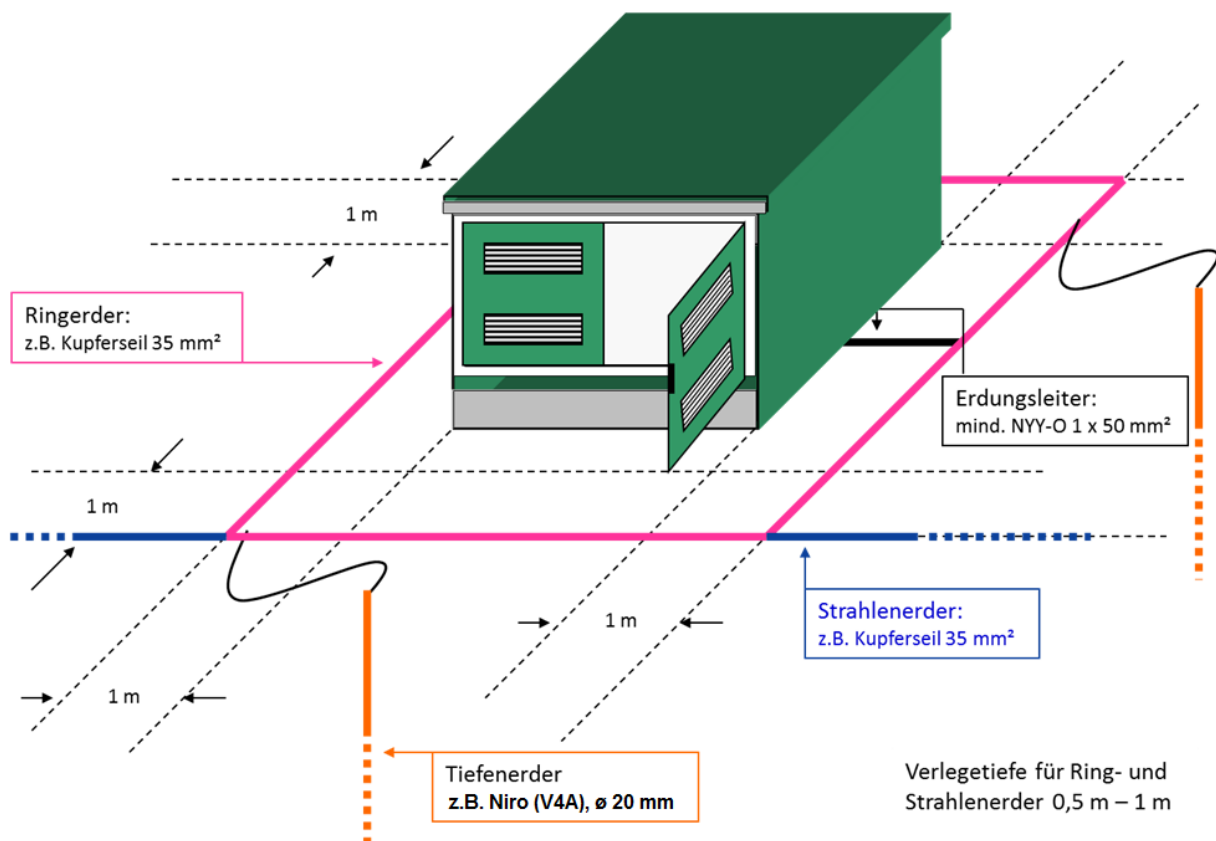 1 m
Ringerder:
z.B. Kupferseil 35 mm²
Erdungsleiter:
mind. NYY-O 1 x 50 mm²
1 m
Strahlenerder:
z.B. Kupferseil 35 mm²
1 m
1 m
Tiefenerder
z.B. Niro (V4A), ø 20 mm
Verlegetiefe für Ring- und
Strahlenerder 0,5 m – 1 m